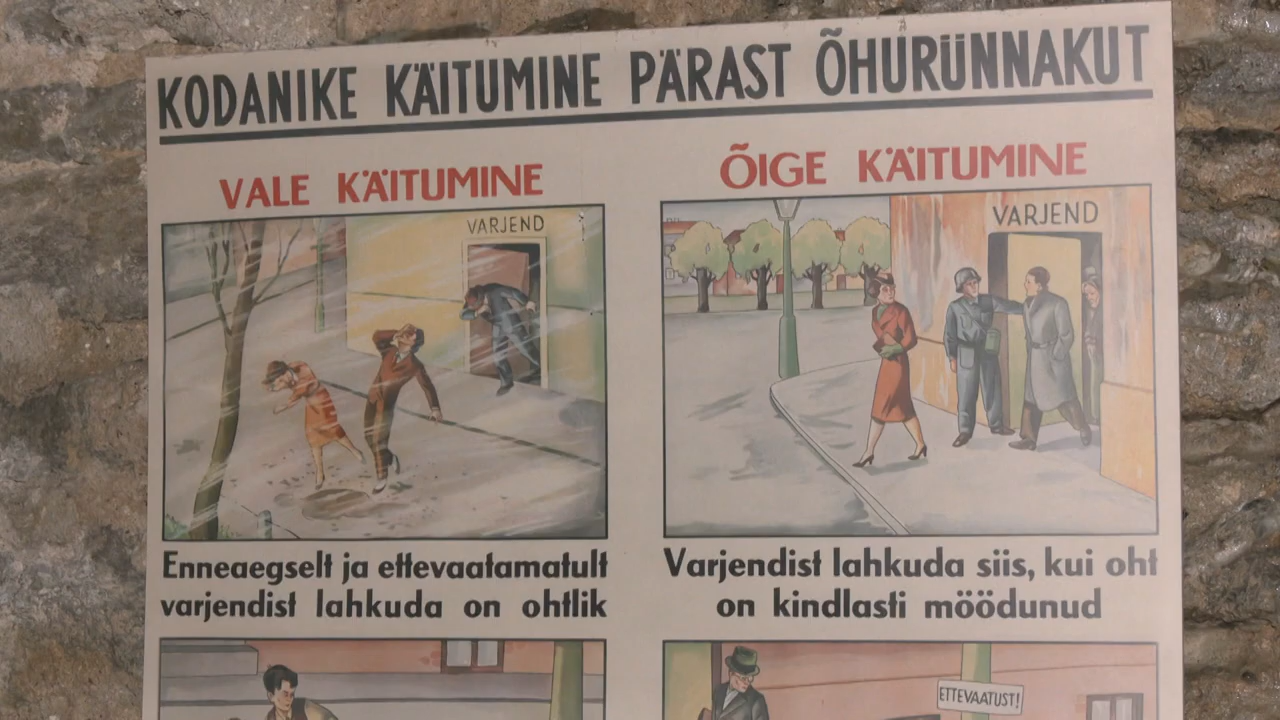 KODANIKE KÄITUMINE PÄRAST ÕHURÜNNAKUT
VALE KÄITUMINE
ÕIGE KÄITUMINE
VARJEND
VARJEND
Enneaegselt ja ettevaatamatult
varjendist lahkuda on ohtlik
Varjendist lahkuda siis, kui oht
on kindlasti möödunud
ETTEVAATUST!